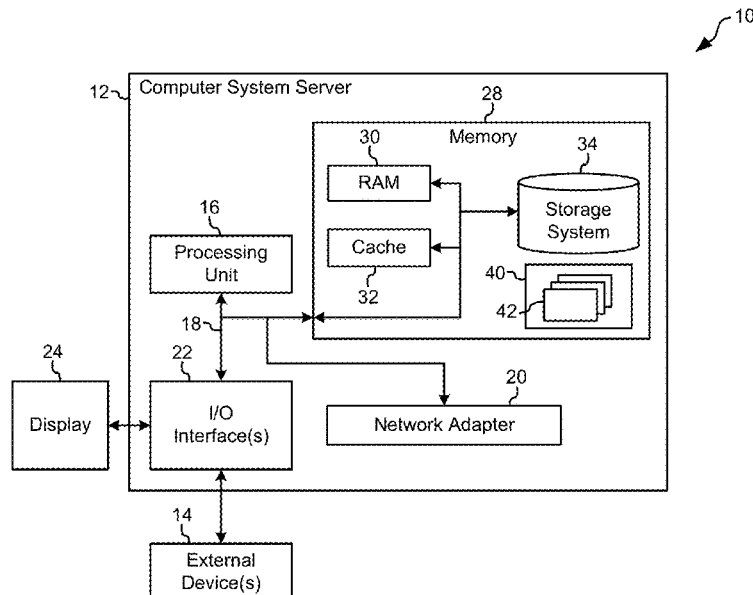 10
12
Computer System Server
28
Memory
30
RAM
34
Storage
System
16
Processing
Unit
Cache
32
40
42
18
22
24
Display
I/O
Interface(s)
20
Network Adapter
14
External
Device(s)